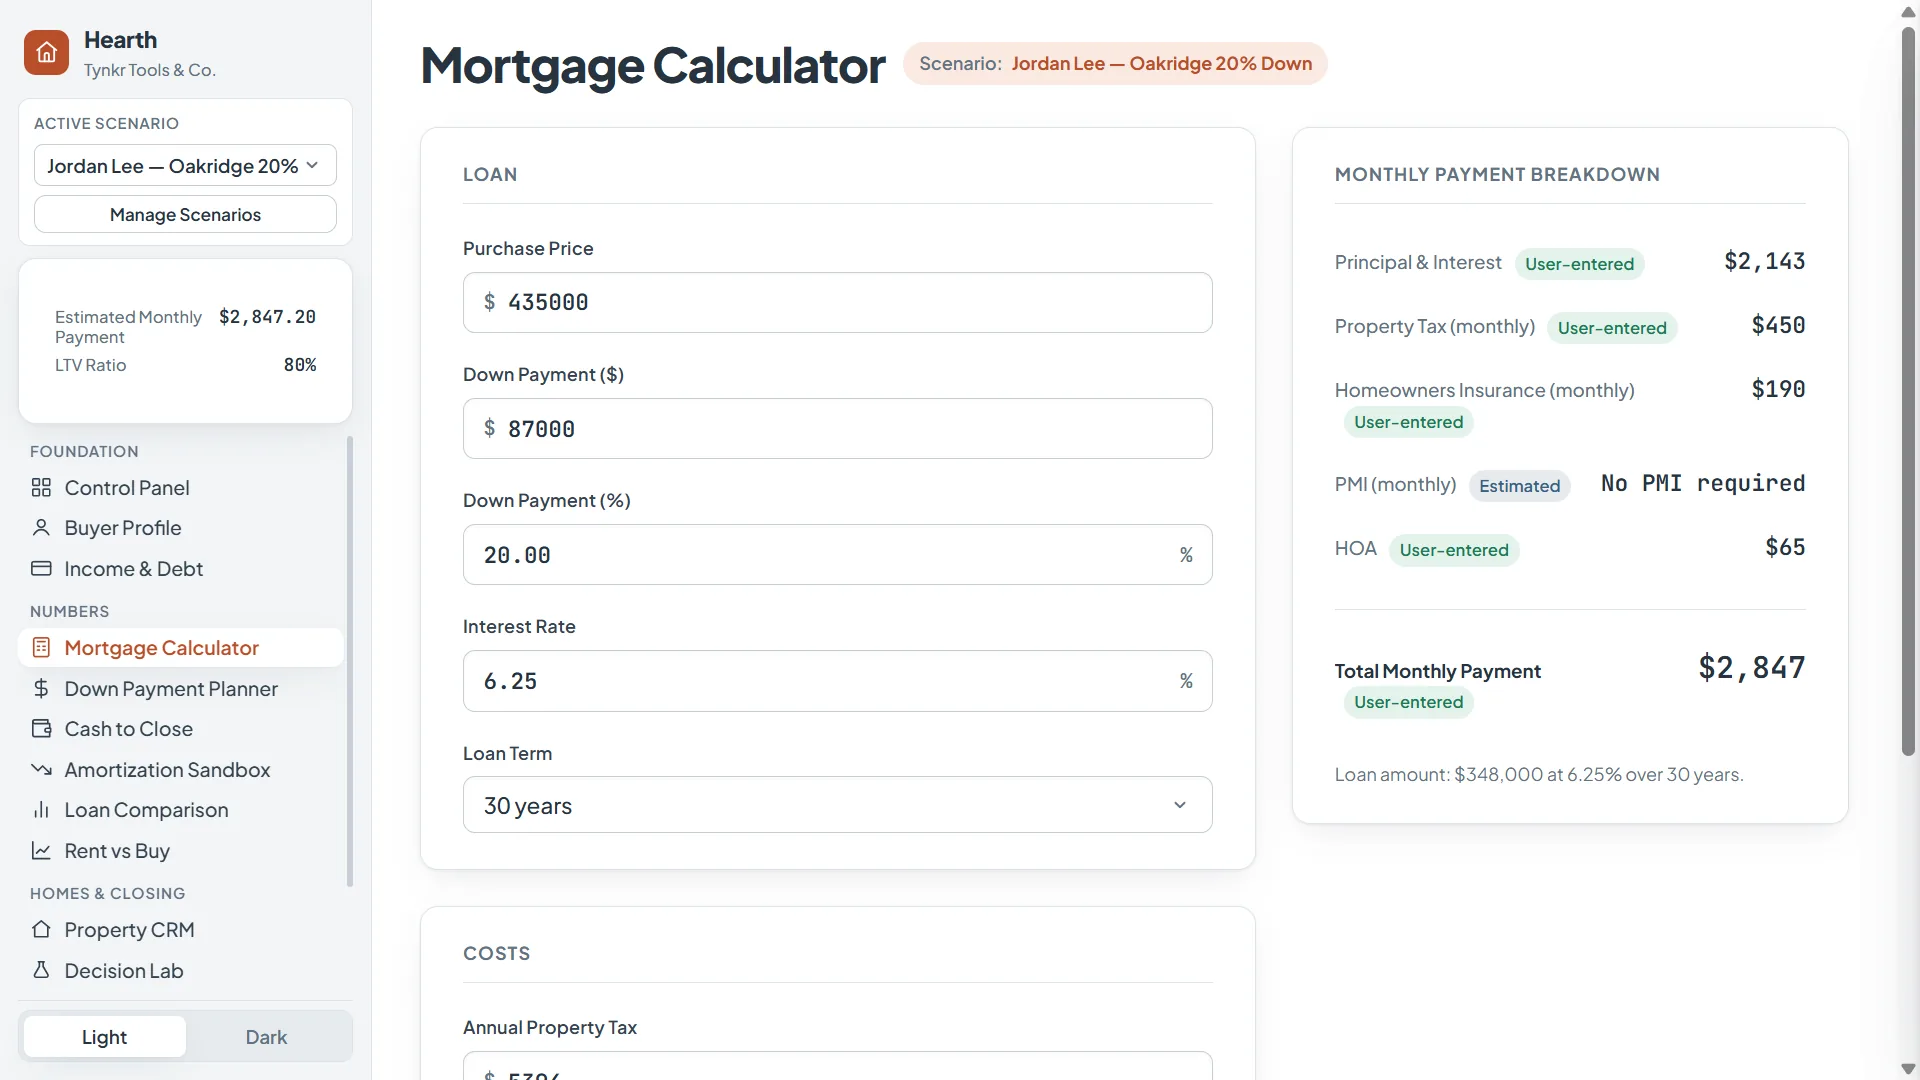 Hearth
Tynkr Tools & Co.
ACTIVE SCENARIO
Jordan Lee — Oakridge 20%
Manage Scenarios
Estimated Monthly Payment $2,847.20
LTV Ratio 80%
FOUNDATION
Control Panel
Buyer Profile
Income & Debt
NUMBERS
Mortgage Calculator
Down Payment Planner
Cash to Close
Amortization Sandbox
Loan Comparison
Rent vs Buy
HOMES & CLOSING
Property CRM
Decision Lab
Light Dark
Mortgage Calculator
Scenario: Jordan Lee — Oakridge 20% Down
LOAN
Purchase Price
$ 435000
Down Payment ($)
$ 87000
Down Payment (%)
20.00 %
Interest Rate
6.25 %
Loan Term
30 years
COSTS
Annual Property Tax
MONTHLY PAYMENT BREAKDOWN
Principal & Interest User-entered $2,143
Property Tax (monthly) User-entered $450
Homeowners Insurance (monthly) $190
User-entered
PMI (monthly) Estimated No PMI required
HOA User-entered $65
Total Monthly Payment $2,847
User-entered
Loan amount: $348,000 at 6.25% over 30 years.